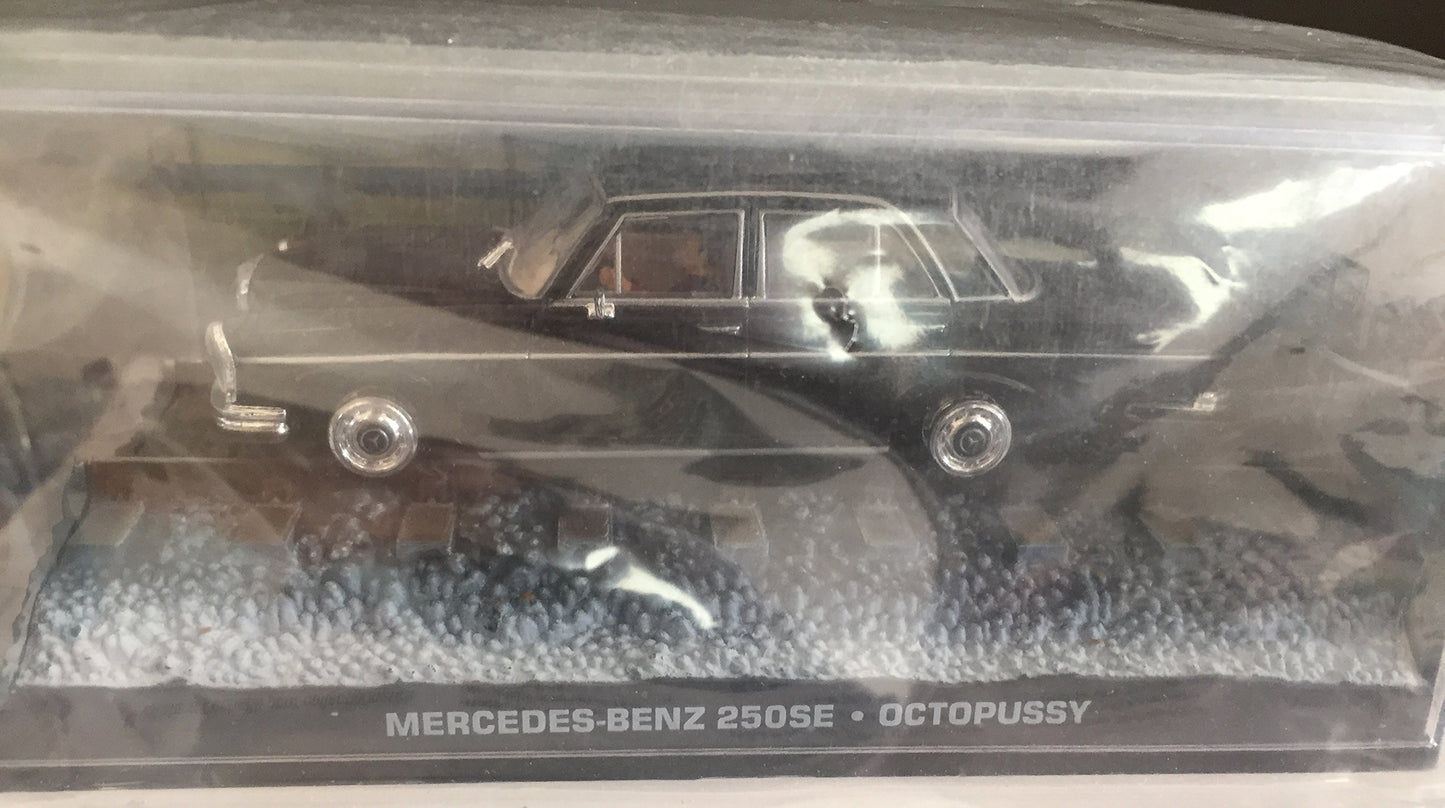 MERCEDES-BENZ 250SE • OCTOPUSSY